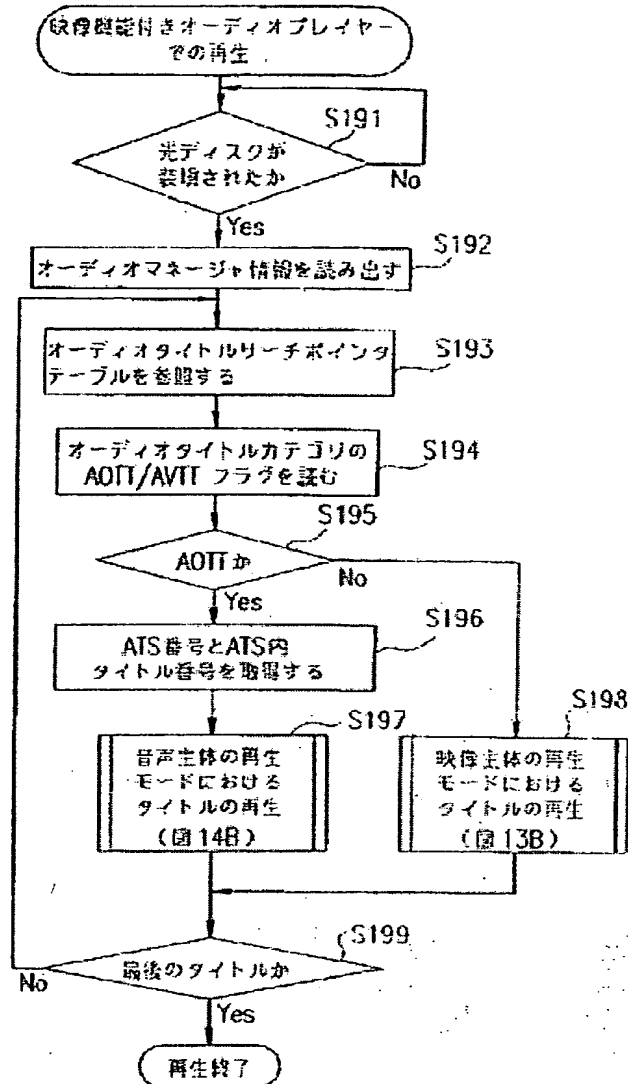 映像機能付きオーディオプレイヤー
での再生
S191
光ディスクが
装填されたか
No
Yes
S192
オーディオマネージャ情報を読み出す
S193
オーディオタイトルサーチポインタ
テーブルを参照する
S194
オーディオタイトルカテゴリの
AOTT/AVTT フラグを読む
S195
AOTTか
No
Yes
S196
ATS番号とATS内
タイトル番号を取得する
S197
音声主体の再生
モードにおける
タイトルの再生
(図14B)
S198
映像主体の再生
モードにおける
タイトルの再生
(図13B)
S199
最後のタイトルか
No
Yes
再生終了